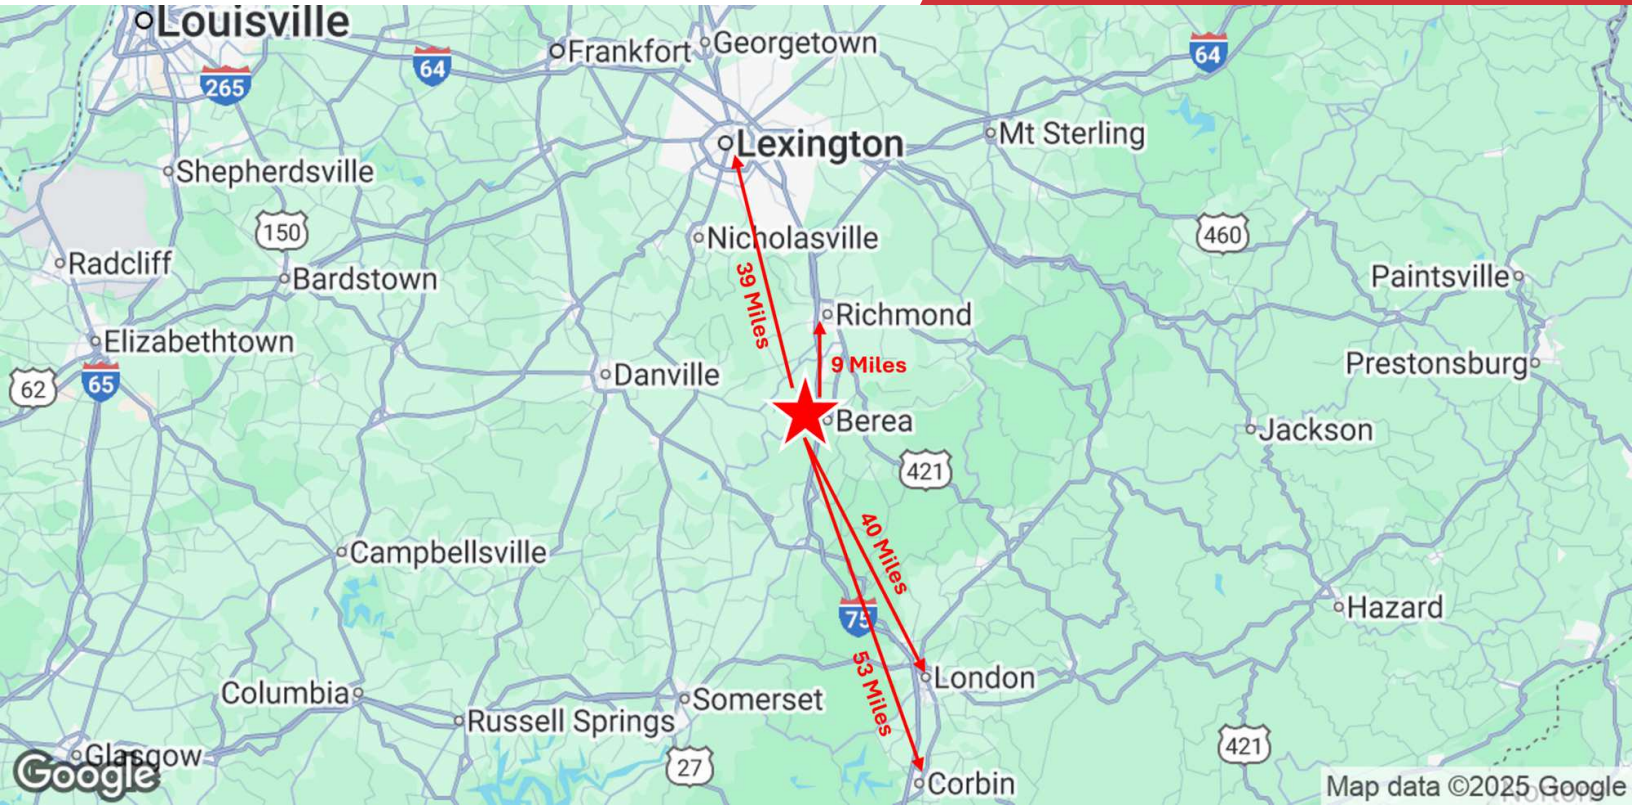 Louisville
Frankfort
Georgetown
64
64
265
Lexington
Mt Sterling
Shepherdsville
150
Nicholasville
460
Radcliff
Bardstown
Paintsville
39 Miles
Richmond
Elizabethtown
9 Miles
Prestonsburg
62
65
Danville
Berea
Jackson
421
40 Miles
Campbellsville
75
Hazard
53 Miles
London
Columbia
Somerset
Russell Springs
421
Glasgow
27
Google
Corbin
Map data ©2025 Google